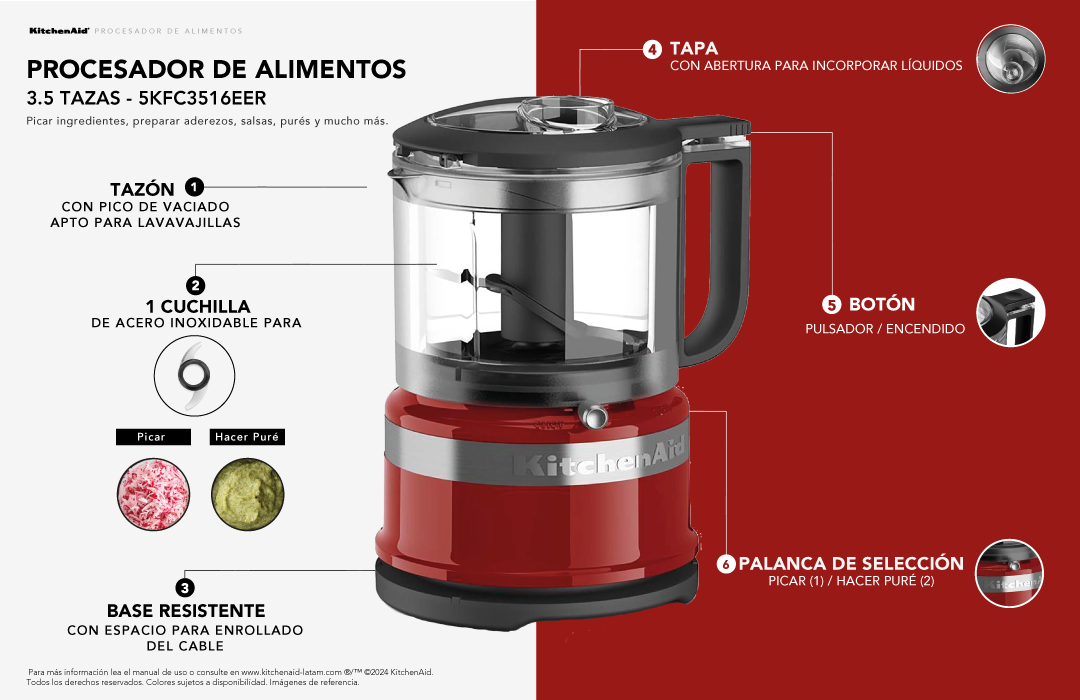 KitchenAid® PROCESADOR DE ALIMENTOS
PROCESADOR DE ALIMENTOS
3.5 TAZAS - 5KFC3516EER
Picar ingredientes, preparar aderezos, salsas, purés y mucho más.
TAZÓN 1
CON PICO DE VACIADO
APTO PARA LAVAVAJILLAS
2
1 CUCHILLA
DE ACERO INOXIDABLE PARA
Picar
Hacer Puré
3
BASE RESISTENTE
CON ESPACIO PARA ENROLLADO
DEL CABLE
4 TAPA
CON ABERTURA PARA INCORPORAR LÍQUIDOS
5 BOTÓN
PULSADOR / ENCENDIDO
KitchenAid
6 PALANCA DE SELECCIÓN
PICAR (1) / HACER PURÉ (2)
Para más información lea el manual de uso o consulte en www.kitchenaid-latam.com ®/™ ©2024 KitchenAid.
Todos los derechos reservados. Colores sujetos a disponibilidad. Imágenes de referencia.